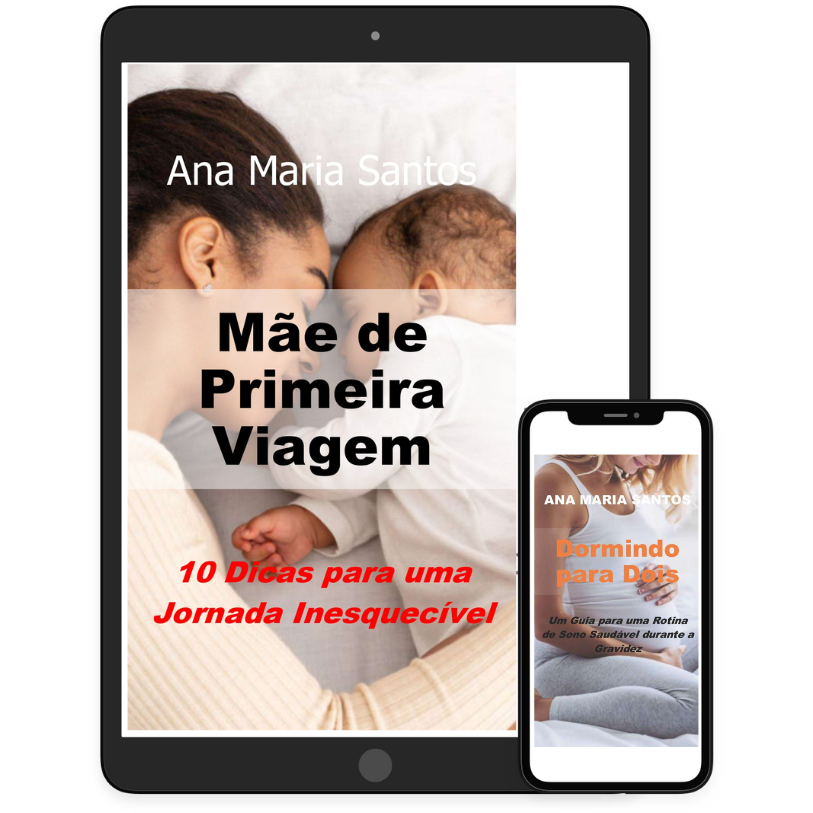 Ana Maria Santos
Mãe de
Primeira
Viagem
10 Dicas para uma
Jornada Inesquecível
ANA MARIA SANTOS
Dormindo
para Dois
Um Guia para uma Rotina
de Sono Saudável durante a
Gravidez